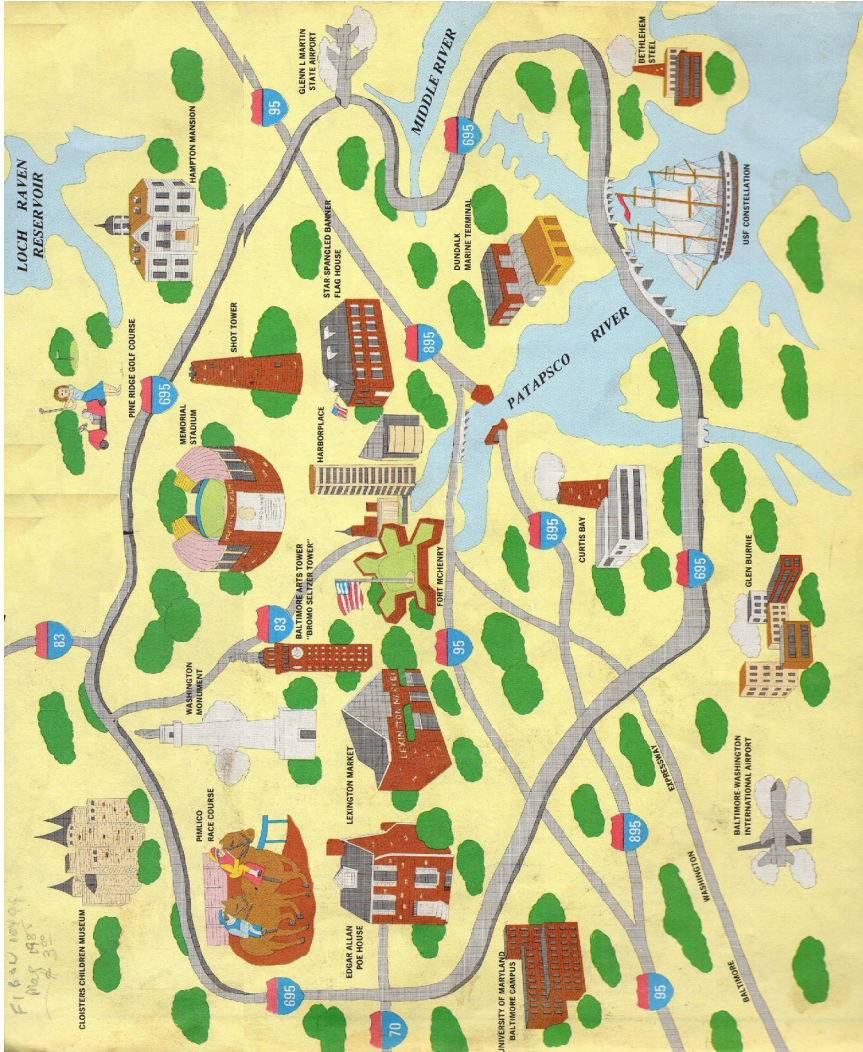 CLOISTERS CHILDREN MUSEUM
LOCH RAVEN
RESERVOIR
83
PINE RIDGE GOLF COURSE
695
HAMPTON MANSION
PIMLICO
RACE COURSE
WASHINGTON
MONUMENT
MEMORIAL
STADIUM
SHOT TOWER
95
GLENN L MARTIN
STATE AIRPORT
695
83
BALTIMORE ARTS TOWER
"BROMO SELTZER TOWER"
HARBORPLACE
STAR-SPANGLED BANNER
FLAG HOUSE
EDGAR ALLAN
POE HOUSE
LEXINGTON MARKET
LEXINGTON MARKET
70
FORT MCHENRY
895
MIDDLE RIVER
95
DUNDALK
MARINE TERMINAL
695
UNIVERSITY OF MARYLAND
BALTIMORE CAMPUS
PATAPSCO RIVER
895
CURTIS BAY
BETHLEHEM
STEEL
95
895
695
BALTIMORE WASHINGTON EXPRESSWAY
GLEN BURNIE
USF CONSTELLATION
BALTIMORE-WASHINGTON
INTERNATIONAL AIRPORT